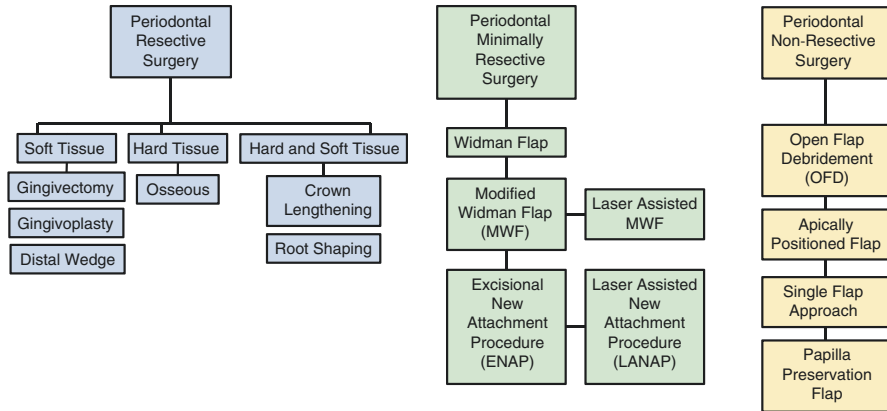 Periodontal
Resective
Surgery
Soft Tissue
Gingivectomy
Gingivoplasty
Distal Wedge
Hard Tissue
Osseous
Hard and Soft Tissue
Crown
Lengthening
Root Shaping
Periodontal
Minimally
Resective
Surgery
Widman Flap
Modified
Widman Flap
(MWF)
Laser Assisted
MWF
Excisional
New
Attachment
Procedure
(ENAP)
Laser Assisted
New
Attachment
Procedure
(LANAP)
Periodontal
Non-Resective
Surgery
Open Flap
Debridement
(OFD)
Apically
Positioned Flap
Single Flap
Approach
Papilla
Preservation
Flap